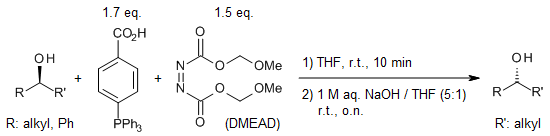 1.7 eq.
1.5 eq.
OH
R
R'
R: alkyl, Ph
+
CO₂H
PPh₃
+
O
O
OMe
N
N
O
OMe
O
(DMEAD)
1) THF, r.t., 10 min
2) 1 M aq. NaOH / THF (5:1)
r.t., o.n.
OH
R
R'
R': alkyl